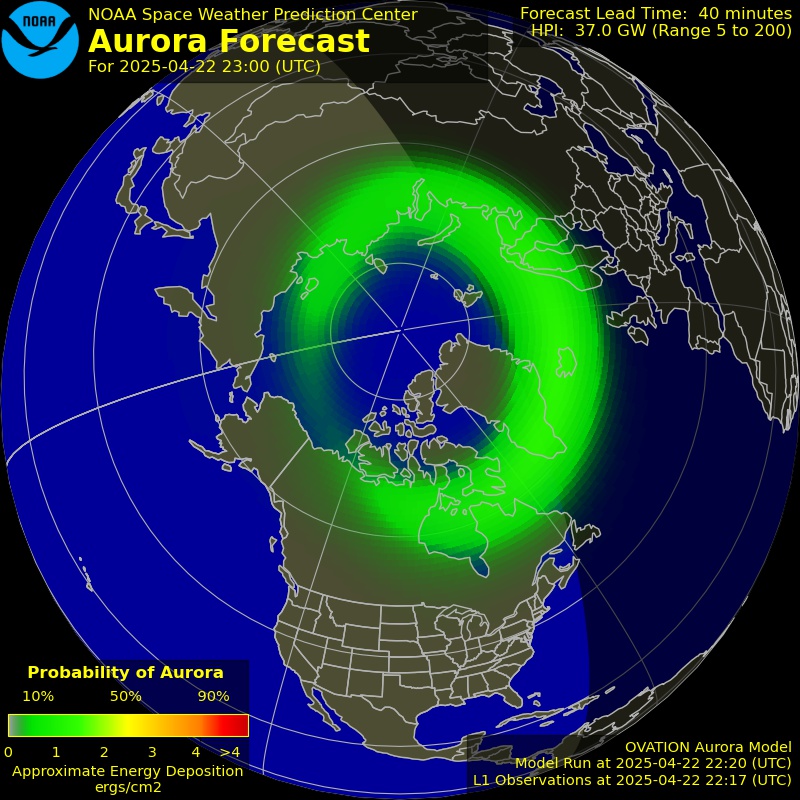 NOAA
NOAA Space Weather Prediction Center
Aurora Forecast
For 2025-04-22 23:00 (UTC)
Forecast Lead Time: 40 minutes
HPI: 37.0 GW (Range 5 to 200)
Probability of Aurora
10% 50% 90%
0 1 2 3 4 >4
Approximate Energy Deposition
ergs/cm2
OVATION Aurora Model
Model Run at 2025-04-22 22:20 (UTC)
L1 Observations at 2025-04-22 22:17 (UTC)